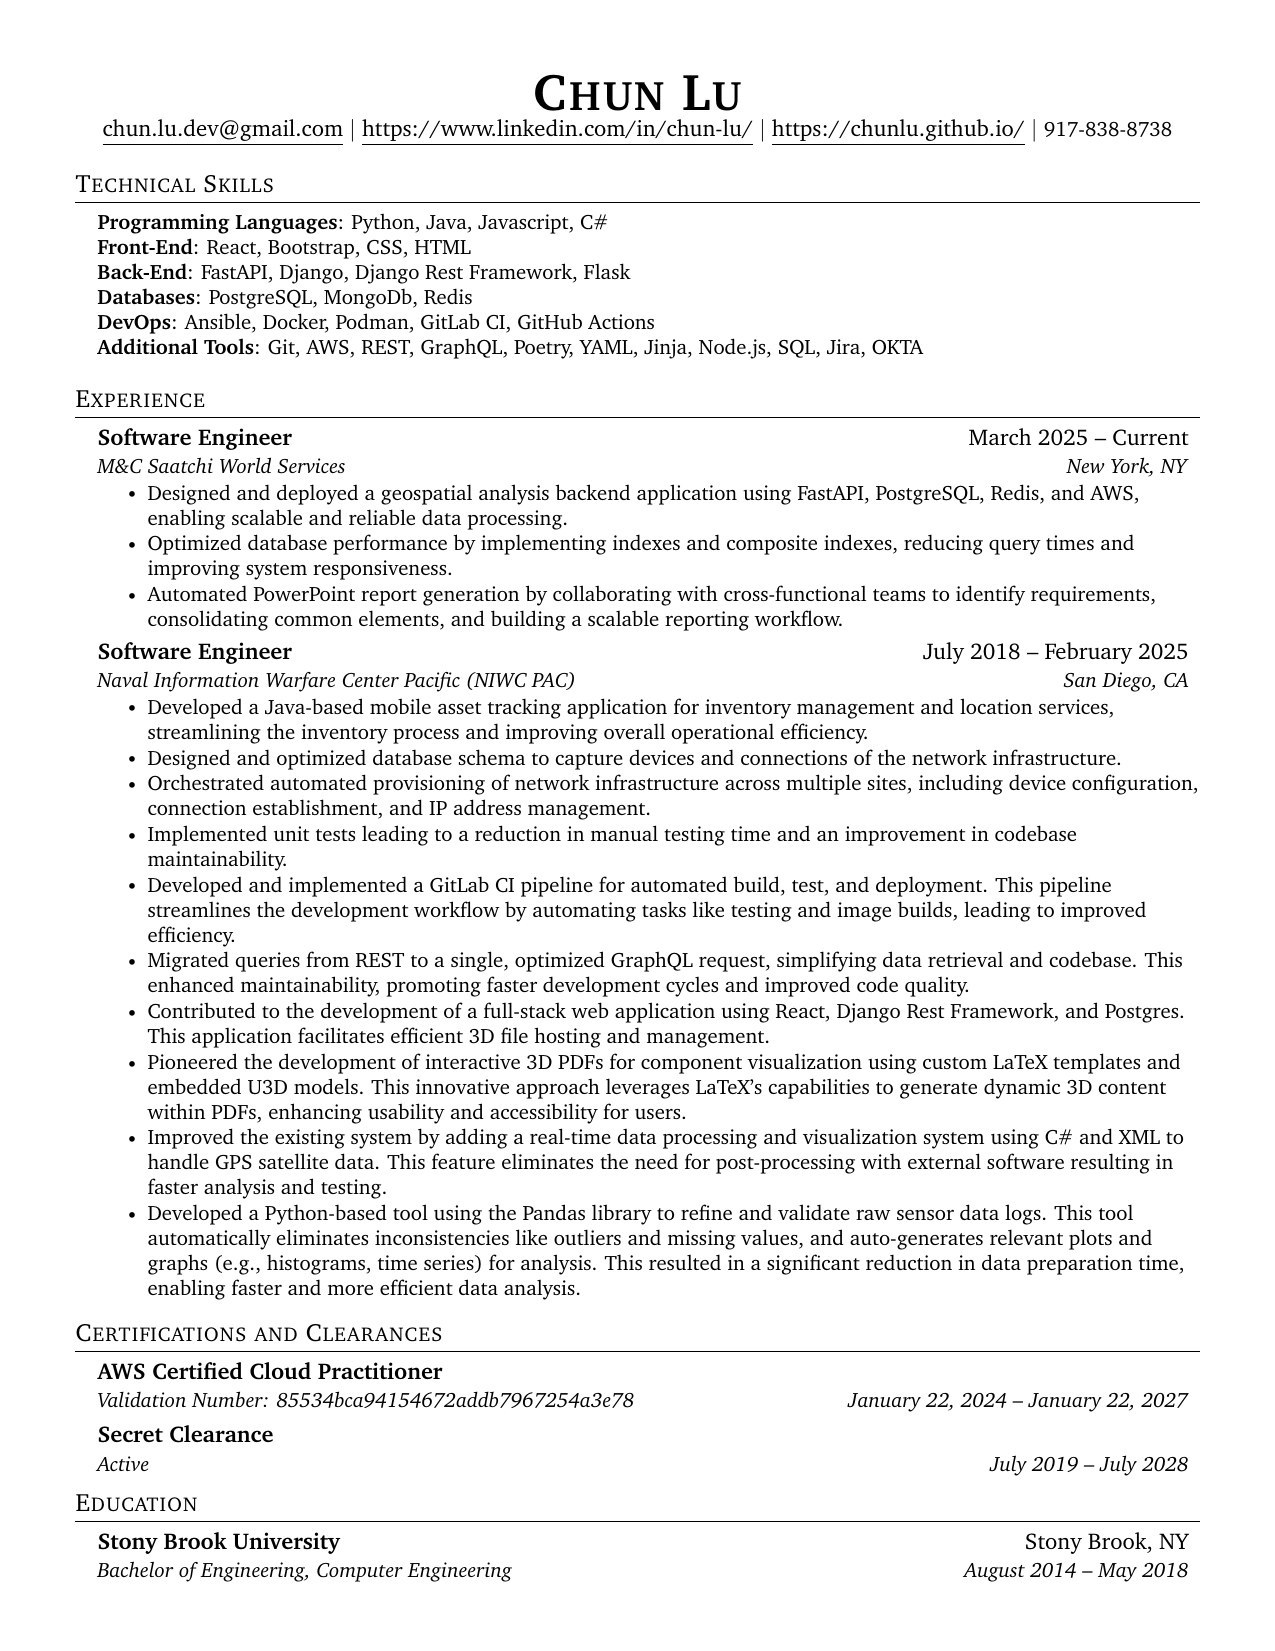 Chun Lu
chun.lu.dev@gmail.com | https://www.linkedin.com/in/chun-lu/ | https://chunlu.github.io/ | 917-838-8738
Technical Skills
Programming Languages: Python, Java, Javascript, C#
Front-End: React, Bootstrap, CSS, HTML
Back-End: FastAPI, Django, Django Rest Framework, Flask
Databases: PostgreSQL, MongoDb, Redis
DevOps: Ansible, Docker, Podman, GitLab CI, GitHub Actions
Additional Tools: Git, AWS, REST, GraphQL, Poetry, YAML, Jinja, Node.js, SQL, Jira, OKTA
Experience
Software Engineer March 2025 – Current
M&C Saatchi World Services New York, NY
• Designed and deployed a geospatial analysis backend application using FastAPI, PostgreSQL, Redis, and AWS,
enabling scalable and reliable data processing.
• Optimized database performance by implementing indexes and composite indexes, reducing query times and
improving system responsiveness.
• Automated PowerPoint report generation by collaborating with cross-functional teams to identify requirements,
consolidating common elements, and building a scalable reporting workflow.
Software Engineer July 2018 – February 2025
Naval Information Warfare Center Pacific (NIWC PAC) San Diego, CA
• Developed a Java-based mobile asset tracking application for inventory management and location services,
streamlining the inventory process and improving overall operational efficiency.
• Designed and optimized database schema to capture devices and connections of the network infrastructure.
• Orchestrated automated provisioning of network infrastructure across multiple sites, including device configuration,
connection establishment, and IP address management.
• Implemented unit tests leading to a reduction in manual testing time and an improvement in codebase
maintainability.
• Developed and implemented a GitLab CI pipeline for automated build, test, and deployment. This pipeline
streamlines the development workflow by automating tasks like testing and image builds, leading to improved
efficiency.
• Migrated queries from REST to a single, optimized GraphQL request, simplifying data retrieval and codebase. This
enhanced maintainability, promoting faster development cycles and improved code quality.
• Contributed to the development of a full-stack web application using React, Django Rest Framework, and Postgres.
This application facilitates efficient 3D file hosting and management.
• Pioneered the development of interactive 3D PDFs for component visualization using custom LaTeX templates and
embedded U3D models. This innovative approach leverages LaTeX's capabilities to generate dynamic 3D content
within PDFs, enhancing usability and accessibility for users.
• Improved the existing system by adding a real-time data processing and visualization system using C# and XML to
handle GPS satellite data. This feature eliminates the need for post-processing with external software resulting in
faster analysis and testing.
• Developed a Python-based tool using the Pandas library to refine and validate raw sensor data logs. This tool
automatically eliminates inconsistencies like outliers and missing values, and auto-generates relevant plots and
graphs (e.g., histograms, time series) for analysis. This resulted in a significant reduction in data preparation time,
enabling faster and more efficient data analysis.
Certifications and Clearances
AWS Certified Cloud Practitioner
Validation Number: 85534bca94154672addb7967254a3e78 January 22, 2024 – January 22, 2027
Secret Clearance
Active July 2019 – July 2028
Education
Stony Brook University Stony Brook, NY
Bachelor of Engineering, Computer Engineering August 2014 – May 2018